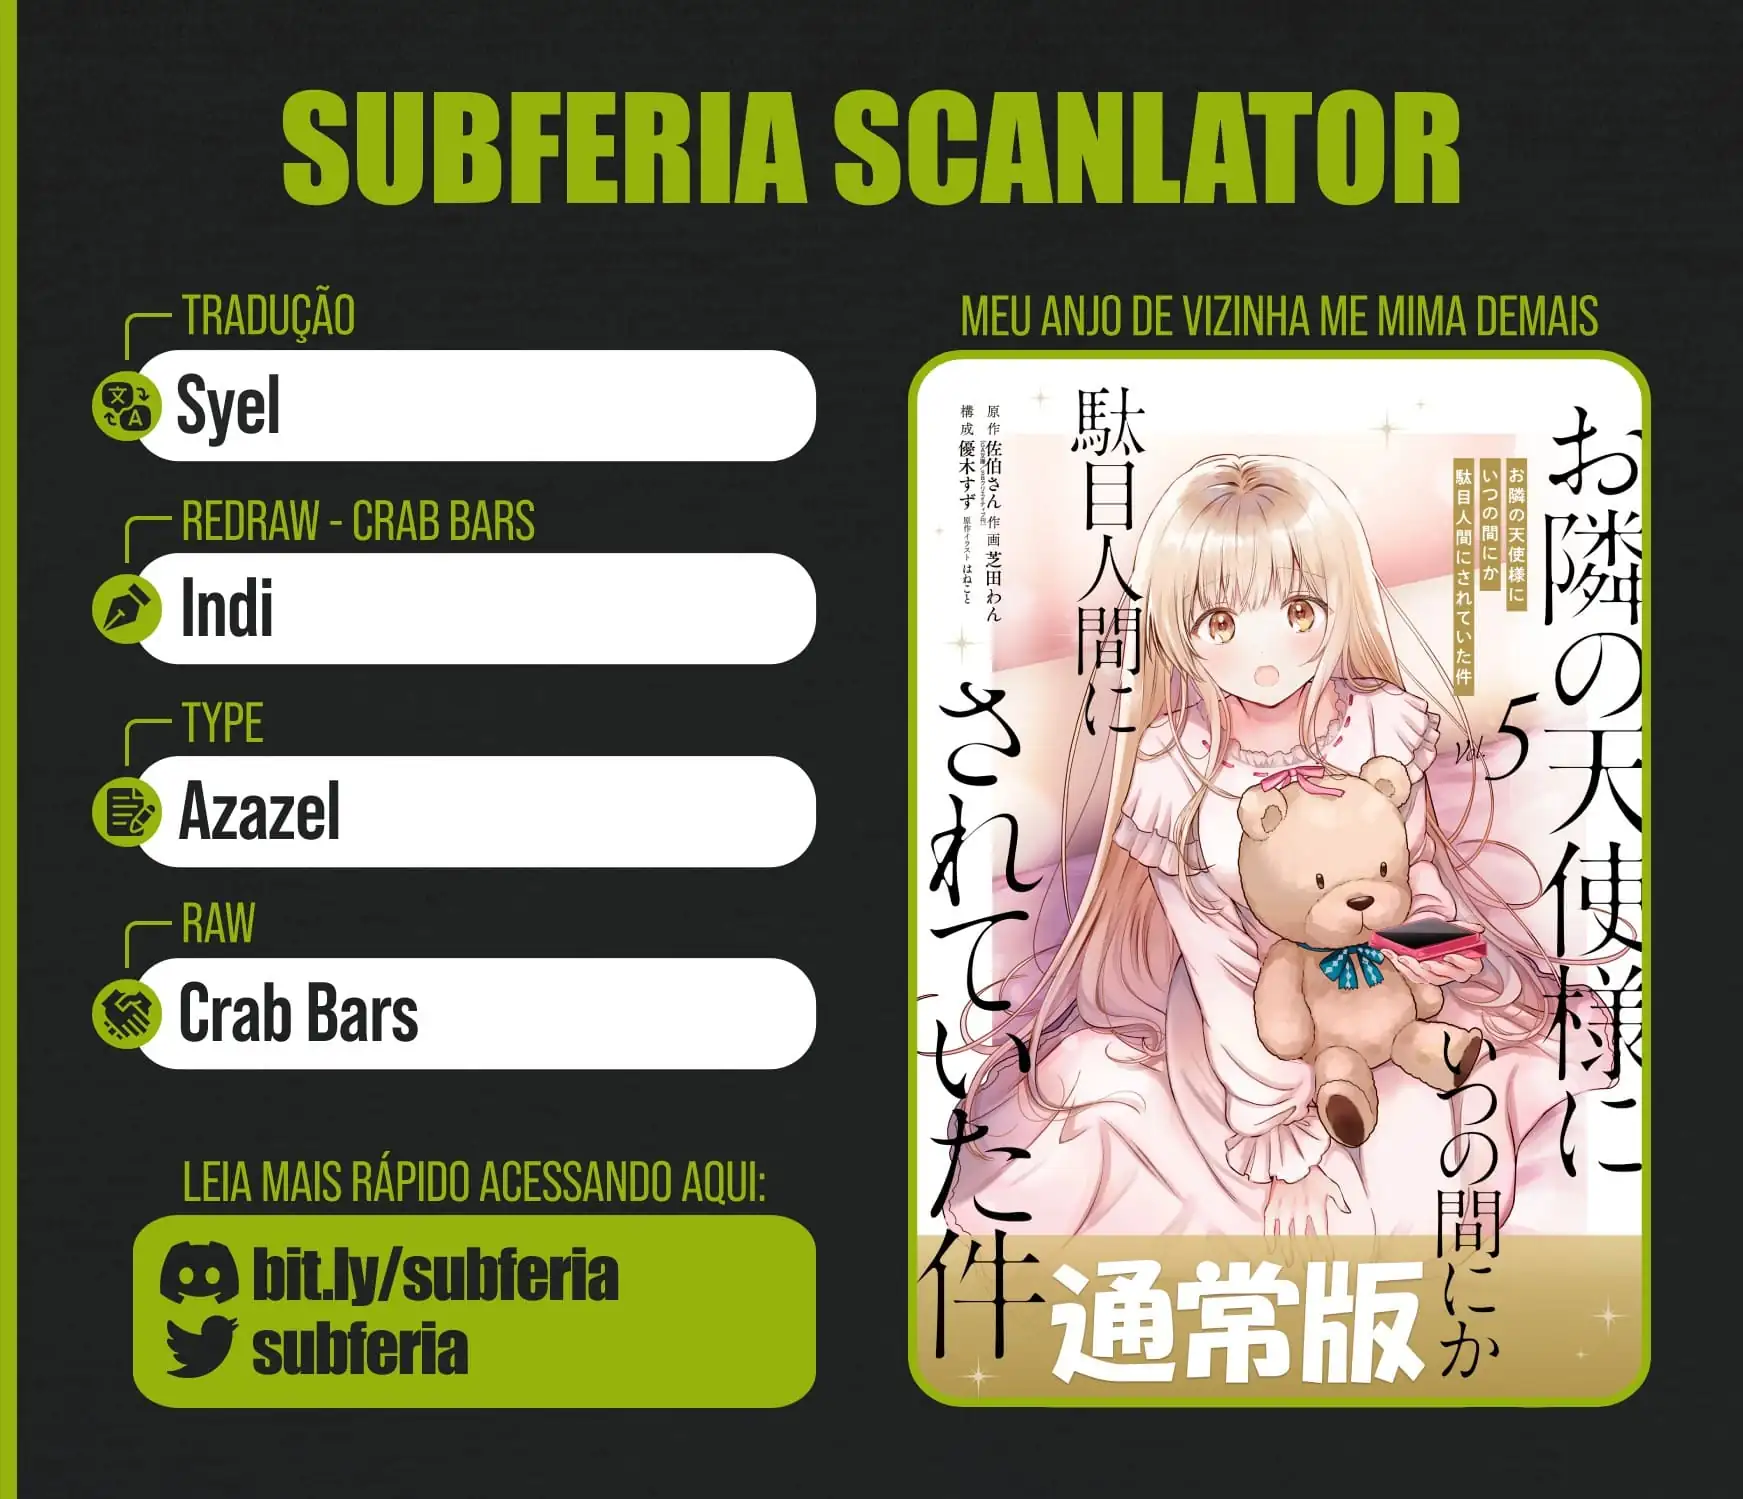 SUBFERIA SCANLATOR
TRADUÇÃO
Syel
REDRAW - CRAB BARS
Indi
TYPE
Azazel
RAW
Crab Bars
LEIA MAIS RÁPIDO ACESSANDO AQUI:
bit.ly/subferia
subferia
MEU ANJO DE VIZINHA ME MIMA DEMAIS
お隣の天使様に
いつの間にか
駄目人間に
されていた件
お隣の天使様に
いつの間にか
駄目人間にされていた件
Vol. 5
原作 佐伯さん
作画 芝田わん
構成 優木すず
原作イラスト はねこと
通常版